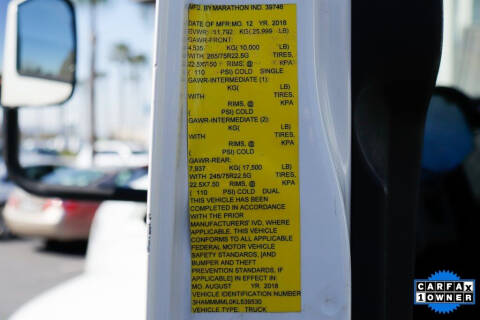 MFG. BY MARATHON IND. 39746
DATE OF MFR: MO. 12 YR. 2018
GVWR: 11,792 KG(25,999 LB)
GAWR-FRONT:
4,535 KG(10,000 LB)
WITH 265/75R22.5G TIRES,
22.5X7.50 RIMS, @ KPA
( 110 PSI) COLD SINGLE
GAWR-INTERMEDIATE (1):
KG( LB)
WITH TIRES,
RIMS, @ KPA
( PSI) COLD
GAWR-INTERMEDIATE (2):
KG( LB)
WITH TIRES,
RIMS, @ KPA
( PSI) COLD
GAWR-REAR:
7,937 KG(17,500 LB)
WITH 245/75R22.5G TIRES,
22.5X7.50 RIMS, @ KPA
( 110 PSI) COLD DUAL
THIS VEHICLE HAS BEEN
COMPLETED IN ACCORDANCE
WITH THE PRIOR
MANUFACTURERS' IVD, WHERE
APPLICABLE. THIS VEHICLE
CONFORMS TO ALL APPLICABLE
FEDERAL MOTOR VEHICLE
SAFETY STANDARDS, [AND
BUMPER AND THEFT
PREVENTION STANDARDS, IF
APPLICABLE] IN EFFECT IN:
MO. AUGUST YR. 2018
VEHICLE IDENTIFICATION NUMBER
3HAMMMML0KL539530
VEHICLE TYPE: TRUCK
CARFAX
1 OWNER